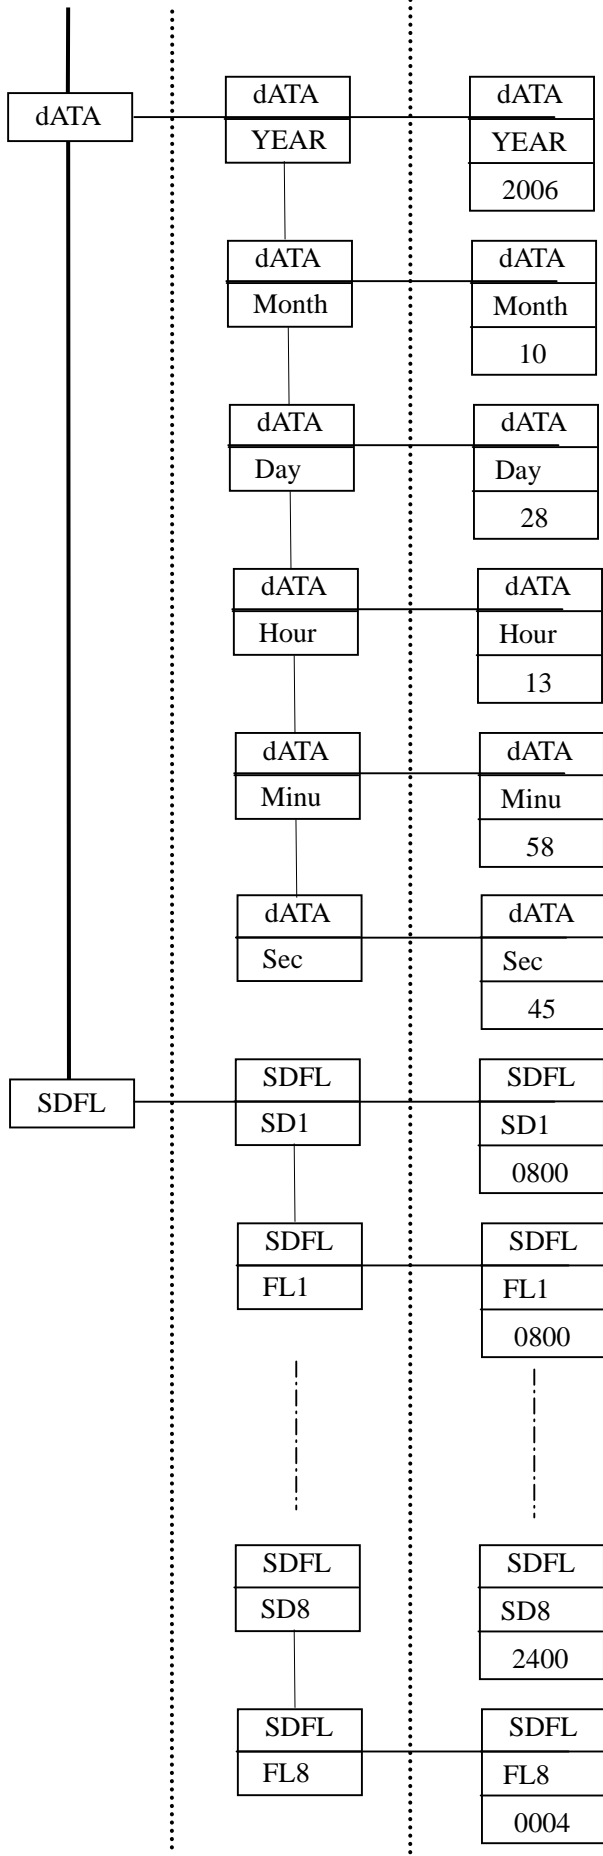 dATA
dATA
YEAR
dATA
YEAR
2006
dATA
Month
dATA
Month
10
dATA
Day
dATA
Day
28
dATA
Hour
dATA
Hour
13
dATA
Minu
dATA
Minu
58
dATA
Sec
dATA
Sec
45
SDFL
SDFL
SD1
SDFL
SD1
0800
SDFL
FL1
SDFL
FL1
0800
SDFL
SD8
SDFL
SD8
2400
SDFL
FL8
SDFL
FL8
0004